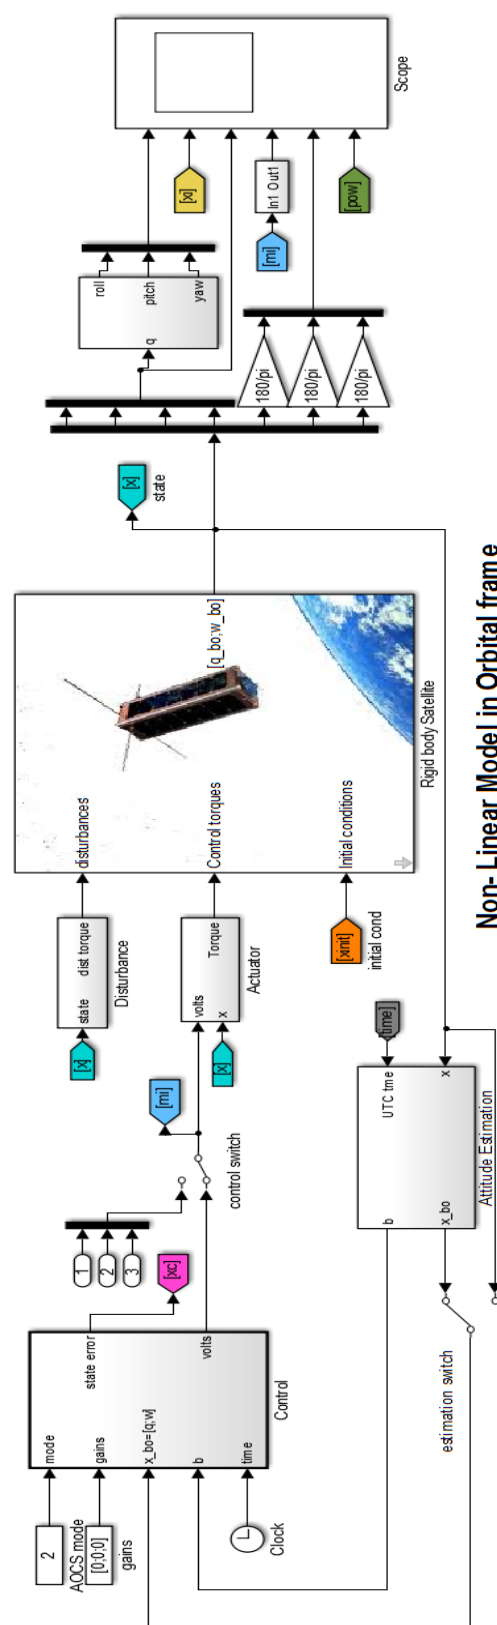 2
AOCS mode
[0;0;0]
gains
Clock
mode
gains
x_bo=[q;w]
b
time
state error
volts
Control
[xc]
1
2
3
control switch
[mi]
[x]
state
dist torque
Disturbance
[x]
volts
x
Torque
Actuator
[xinit]
initial cond
disturbances
Control torques
Initial conditions
[q_bo;w_bo]
Rigid body Satellite
[x]
state
q
roll
pitch
yaw
180/pi
180/pi
180/pi
[xi]
[mi]
In1 Out1
[pow]
Scope
estimation switch
b
x_bo
UTC tme
x
Attitude Estimation
[time]
Non- Linear Model in Orbital frame